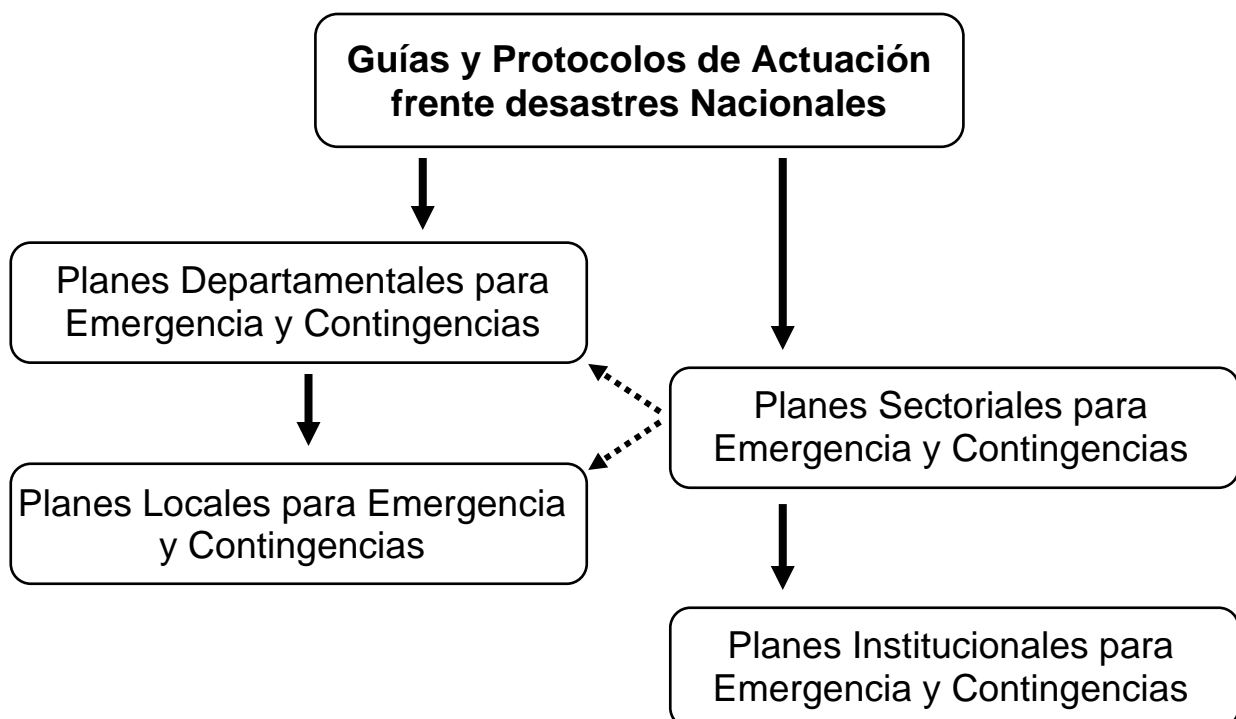 Guías y Protocolos de Actuación
frente desastres Nacionales
Planes Departamentales para
Emergencia y Contingencias
Planes Sectoriales para
Emergencia y Contingencias
Planes Locales para Emergencia
y Contingencias
Planes Institucionales para
Emergencia y Contingencias